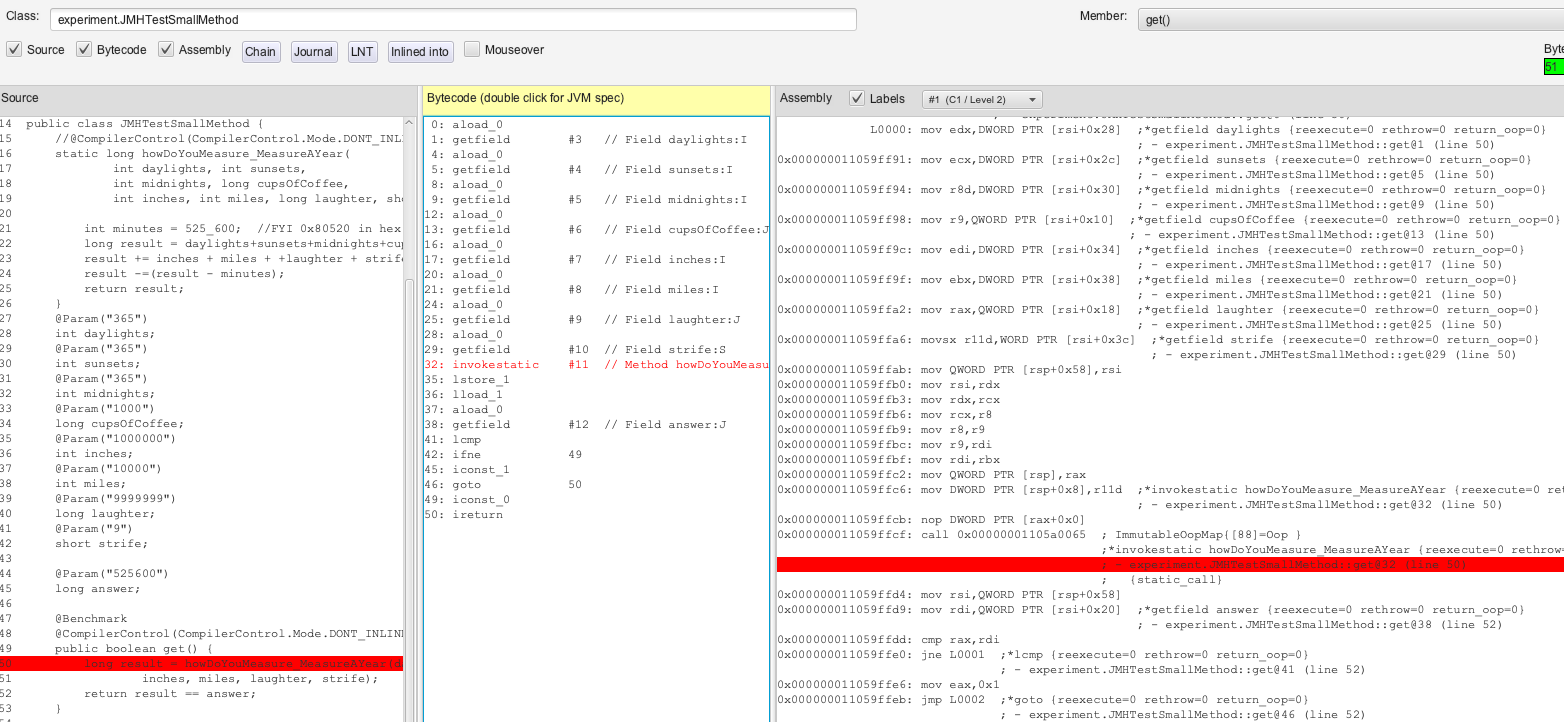 Class:
experiment.JMHTestSmallMethod
Member:
get()
Source
Bytecode
Assembly
Chain
Journal
LNT
Inlined into
Mouseover
Byte
51
Source
14 public class JMHTestSmallMethod {
15 //@CompilerControl(CompilerControl.Mode.DONT_INLI
16 static long howDoYouMeasure_MeasureAYear(
17 int daylights, int sunsets,
18 int midnights, long cupsOfCoffee,
19 int inches, int miles, long laughter, sho
20
21 int minutes = 525_600; //FYI 0x80520 in hex
22 long result = daylights+sunsets+midnights+cup
23 result += inches + miles + +laughter + strife
24 result -=(result - minutes);
25 return result;
26 }
27 @Param("365")
28 int daylights;
29 @Param("365")
30 int sunsets;
31 @Param("365")
32 int midnights;
33 @Param("1000")
34 long cupsOfCoffee;
35 @Param("1000000")
36 int inches;
37 @Param("10000")
38 int miles;
39 @Param("9999999")
40 long laughter;
41 @Param("9")
42 short strife;
43
44 @Param("525600")
45 long answer;
46
47 @Benchmark
48 @CompilerControl(CompilerControl.Mode.DONT_INLIN
49 public boolean get() {
50 long result = howDoYouMeasure_MeasureAYear(
51 inches, miles, laughter, strife);
52 return result == answer;
53 }
Bytecode (double click for JVM spec)
0: aload_0
1: getfield #3 // Field daylights:I
4: aload_0
5: getfield #4 // Field sunsets:I
8: aload_0
9: getfield #5 // Field midnights:I
12: aload_0
13: getfield #6 // Field cupsOfCoffee:J
16: aload_0
17: getfield #7 // Field inches:I
20: aload_0
21: getfield #8 // Field miles:I
24: aload_0
25: getfield #9 // Field laughter:J
28: aload_0
29: getfield #10 // Field strife:S
32: invokestatic #11 // Method howDoYouMeasu
35: lstore_1
36: lload_1
37: aload_0
38: getfield #12 // Field answer:J
41: lcmp
42: ifne 49
45: iconst_1
46: goto 50
49: iconst_0
50: ireturn
Assembly
Labels
#1 (C1 / Level 2)
L0000: mov edx,DWORD PTR [rsi+0x28] ;*getfield daylights {reexecute=0 rethrow=0 return_oop=0}
; - experiment.JMHTestSmallMethod::get@1 (line 50)
0x000000011059ff91: mov ecx,DWORD PTR [rsi+0x2c] ;*getfield sunsets {reexecute=0 rethrow=0 return_oop=0}
; - experiment.JMHTestSmallMethod::get@5 (line 50)
0x000000011059ff94: mov r8d,DWORD PTR [rsi+0x30] ;*getfield midnights {reexecute=0 rethrow=0 return_oop=0}
; - experiment.JMHTestSmallMethod::get@9 (line 50)
0x000000011059ff98: mov r9,QWORD PTR [rsi+0x10] ;*getfield cupsOfCoffee {reexecute=0 rethrow=0 return_oop=0}
; - experiment.JMHTestSmallMethod::get@13 (line 50)
0x000000011059ff9c: mov edi,DWORD PTR [rsi+0x34] ;*getfield inches {reexecute=0 rethrow=0 return_oop=0}
; - experiment.JMHTestSmallMethod::get@17 (line 50)
0x000000011059ff9f: mov ebx,DWORD PTR [rsi+0x38] ;*getfield miles {reexecute=0 rethrow=0 return_oop=0}
; - experiment.JMHTestSmallMethod::get@21 (line 50)
0x000000011059ffa2: mov rax,QWORD PTR [rsi+0x18] ;*getfield laughter {reexecute=0 rethrow=0 return_oop=0}
; - experiment.JMHTestSmallMethod::get@25 (line 50)
0x000000011059ffa6: movsx r11d,WORD PTR [rsi+0x3c] ;*getfield strife {reexecute=0 rethrow=0 return_oop=0}
; - experiment.JMHTestSmallMethod::get@29 (line 50)
0x000000011059ffab: mov QWORD PTR [rsp+0x58],rsi
0x000000011059ffb0: mov rsi,rdx
0x000000011059ffb3: mov rdx,rcx
0x000000011059ffb6: mov rcx,r8
0x000000011059ffb9: mov r8,r9
0x000000011059ffbc: mov r9,rdi
0x000000011059ffbf: mov rdi,rbx
0x000000011059ffc2: mov QWORD PTR [rsp],rax
0x000000011059ffc6: mov DWORD PTR [rsp+0x8],r11d ;*invokestatic howDoYouMeasure_MeasureAYear {reexecute=0 ret
; - experiment.JMHTestSmallMethod::get@32 (line 50)
0x000000011059ffcb: nop DWORD PTR [rax+0x0]
0x000000011059ffcf: call 0x00000001105a0065 ; ImmutableOopMap{[88]=Oop }
;*invokestatic howDoYouMeasure_MeasureAYear {reexecute=0 rethrow=
; - experiment.JMHTestSmallMethod::get@32 (line 50)
; {static_call}
0x000000011059ffd4: mov rsi,QWORD PTR [rsp+0x58]
0x000000011059ffd9: mov rdi,QWORD PTR [rsi+0x20] ;*getfield answer {reexecute=0 rethrow=0 return_oop=0}
; - experiment.JMHTestSmallMethod::get@38 (line 52)
0x000000011059ffdd: cmp rax,rdi
0x000000011059ffe0: jne L0001 ;*lcmp {reexecute=0 rethrow=0 return_oop=0}
; - experiment.JMHTestSmallMethod::get@41 (line 52)
0x000000011059ffe6: mov eax,0x1
0x000000011059ffeb: jmp L0002 ;*goto {reexecute=0 rethrow=0 return_oop=0}
; - experiment.JMHTestSmallMethod::get@46 (line 52)